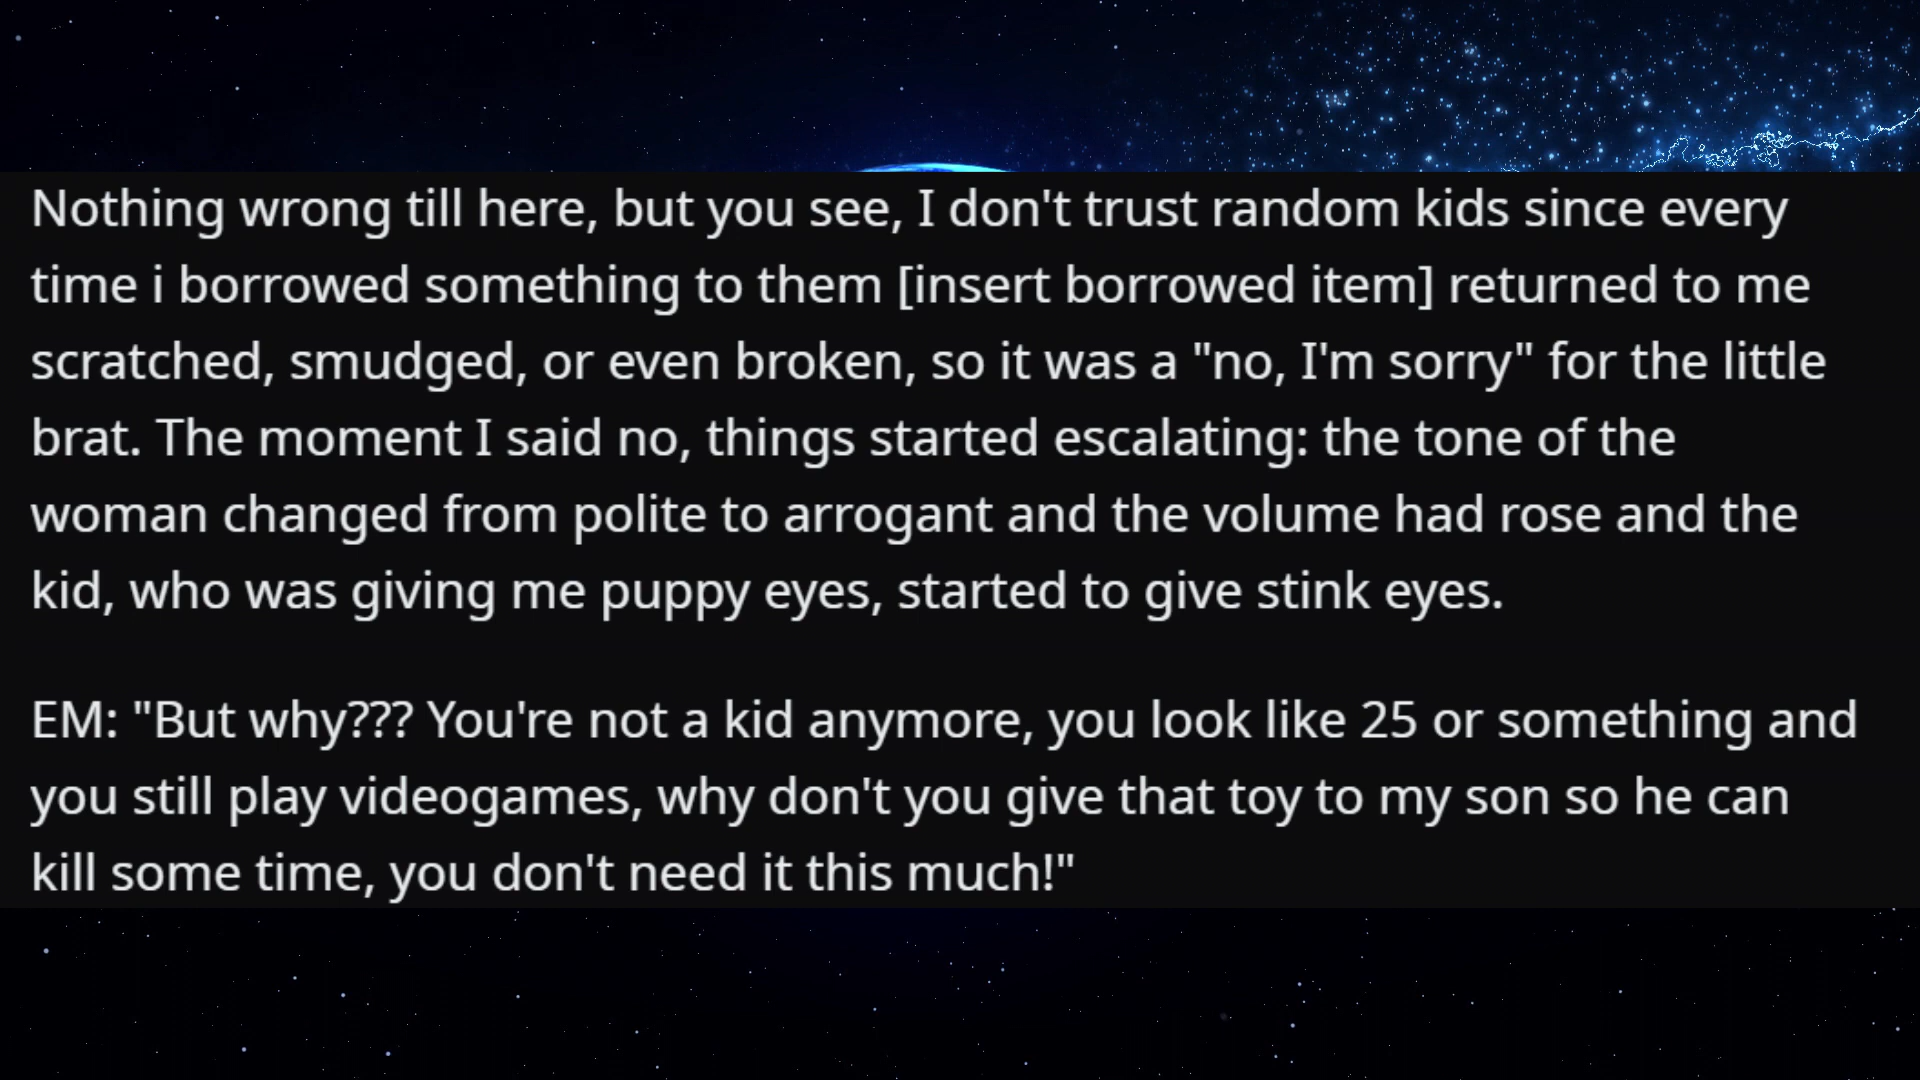 Nothing wrong till here, but you see, I don't trust random kids since every
time i borrowed something to them [insert borrowed item] returned to me
scratched, smudged, or even broken, so it was a "no, I'm sorry" for the little
brat. The moment I said no, things started escalating: the tone of the
woman changed from polite to arrogant and the volume had rose and the
kid, who was giving me puppy eyes, started to give stink eyes.
EM: "But why??? You're not a kid anymore, you look like 25 or something and
you still play videogames, why don't you give that toy to my son so he can
kill some time, you don't need it this much!"